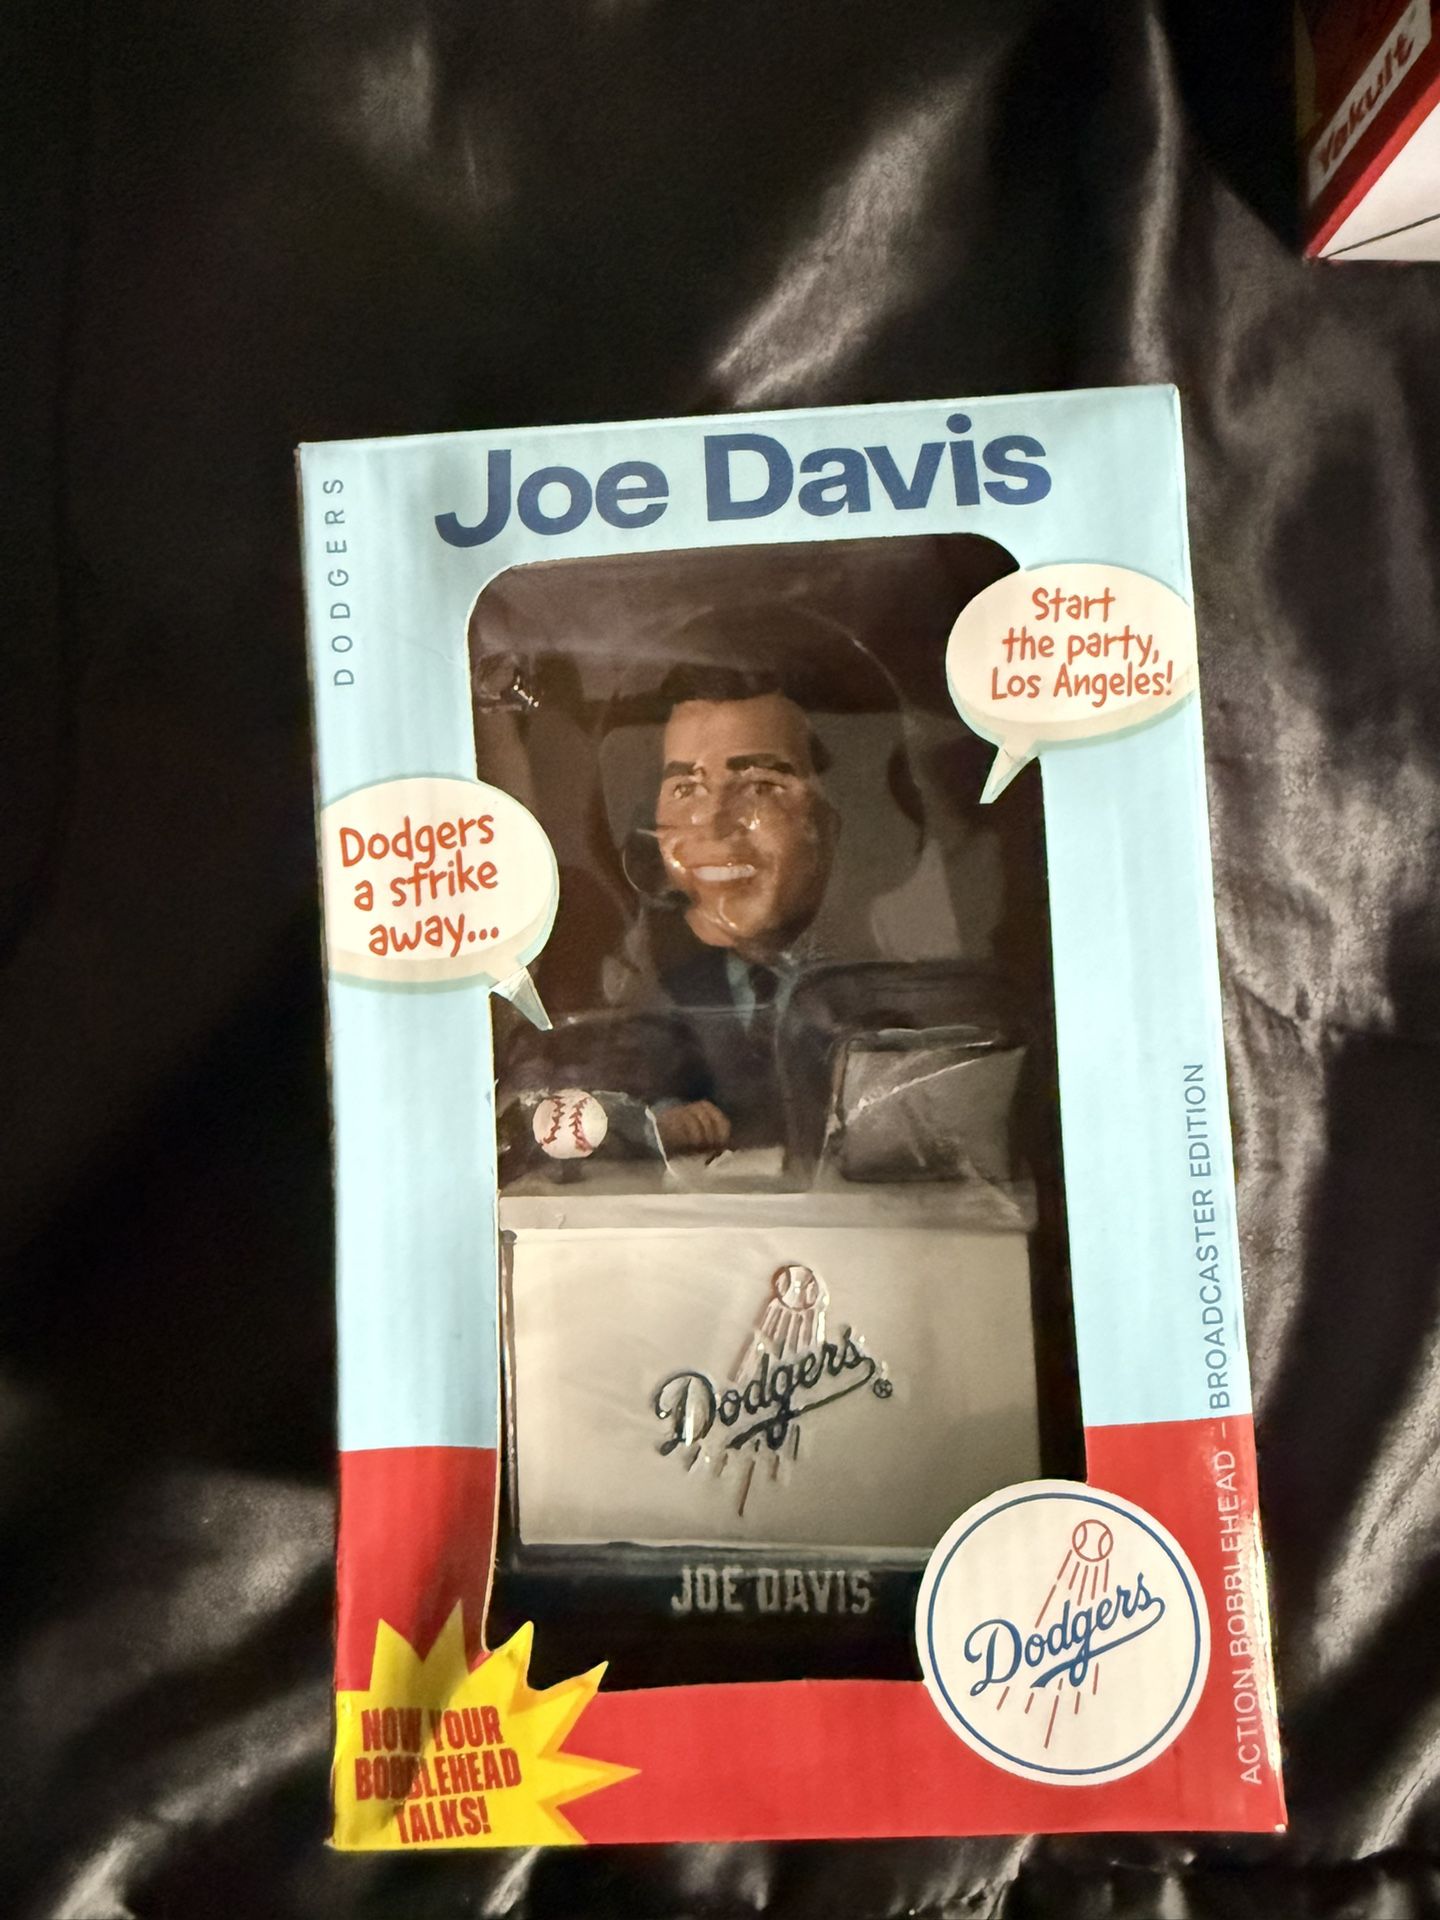 Yakult
Joe Davis
DODGERS
Start
the party,
Los Angeles!
Dodgers
a strike
away...
Dodgers
®
JOE DAVIS
Dodgers
ACTION BOBBLEHEAD – BROADCASTER EDITION
NOW YOUR
BOBBLEHEAD
TALKS!